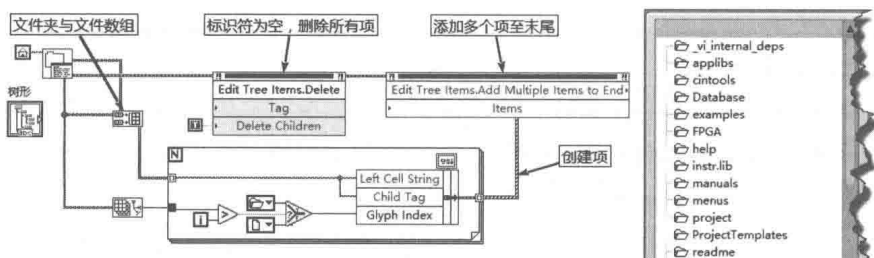 文件夹与文件数组
标识符为空，删除所有项
添加多个项至末尾
树形
Edit Tree Items.Delete
Tag
Delete Children
Edit Tree Items.Add Multiple Items to End
Items
创建项
N
i
Left Cell String
Child Tag
Glyph Index
_vi_internal_deps
applibs
cintools
Database
examples
FPGA
help
instr.lib
manuals
menus
project
ProjectTemplates
readme